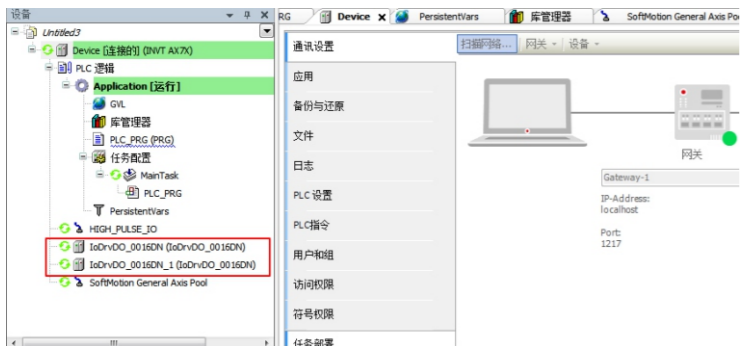 设备
Untitled3
Device [连接的] (INVT AX7X)
PLC 逻辑
Application [运行]
GVL
库管理器
PLC_PRG (PRG)
任务配置
MainTask
PLC_PRG
PersistentVars
HIGH_PULSE_IO
IoDrvDO_0016DN (IoDrvDO_0016DN)
IoDrvDO_0016DN_1 (IoDrvDO_0016DN)
SoftMotion General Axis Pool
RG Device PersistentVars 库管理器 SoftMotion General Axis Po
通讯设置
应用
备份与还原
文件
日志
PLC 设置
PLC指令
用户和组
访问权限
符号权限
任务部署
扫描网络... 网关 设备
网关
Gateway-1
IP-Address:
localhost
Port:
1217